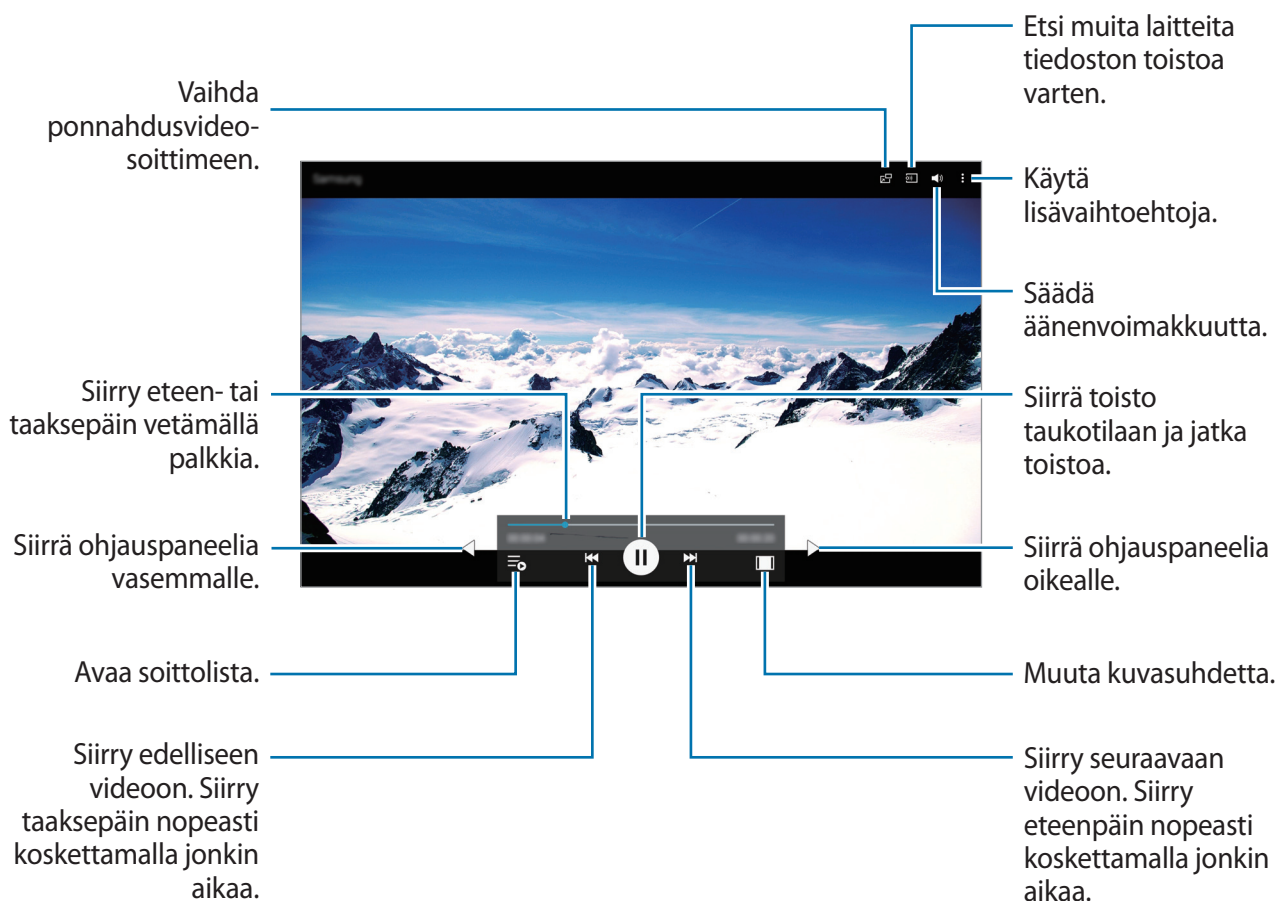 Etsi muita laitteita
tiedoston toistoa
varten.
Vaihda
ponnahdusvideo-
soittimeen.
Samsung
Käytä
lisävaihtoehtoja.
Säädä
äänenvoimakkuutta.
Siirry eteen- tai
taaksepäin vetämällä
palkkia.
Siirrä toisto
taukotilaan ja jatka
toistoa.
Siirrä ohjauspaneelia
vasemmalle.
Siirrä ohjauspaneelia
oikealle.
Avaa soittolista.
Muuta kuvasuhdetta.
Siirry edelliseen
videoon. Siirry
taaksepäin nopeasti
koskettamalla jonkin
aikaa.
Siirry seuraavaan
videoon. Siirry
eteenpäin nopeasti
koskettamalla jonkin
aikaa.